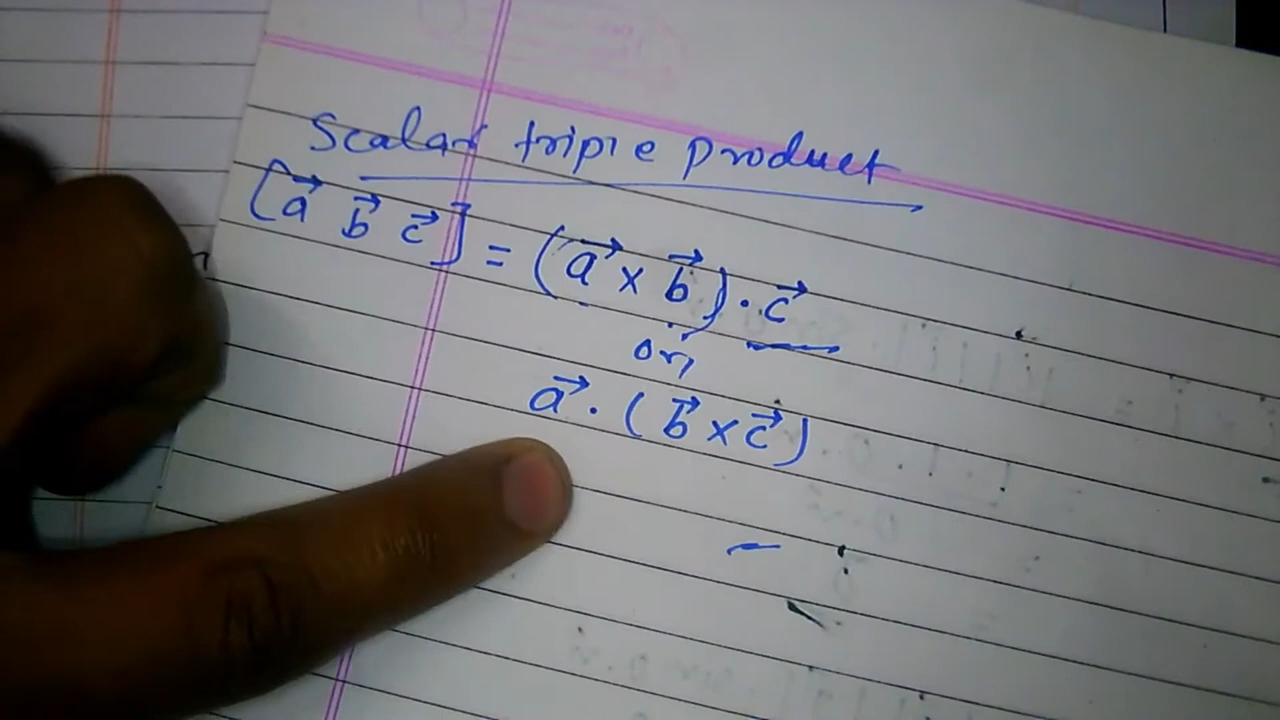 Scalar triple product
[a⃗ b⃗ c⃗] = (a⃗ × b⃗) · c⃗
or,
a⃗ · (b⃗ × c⃗)